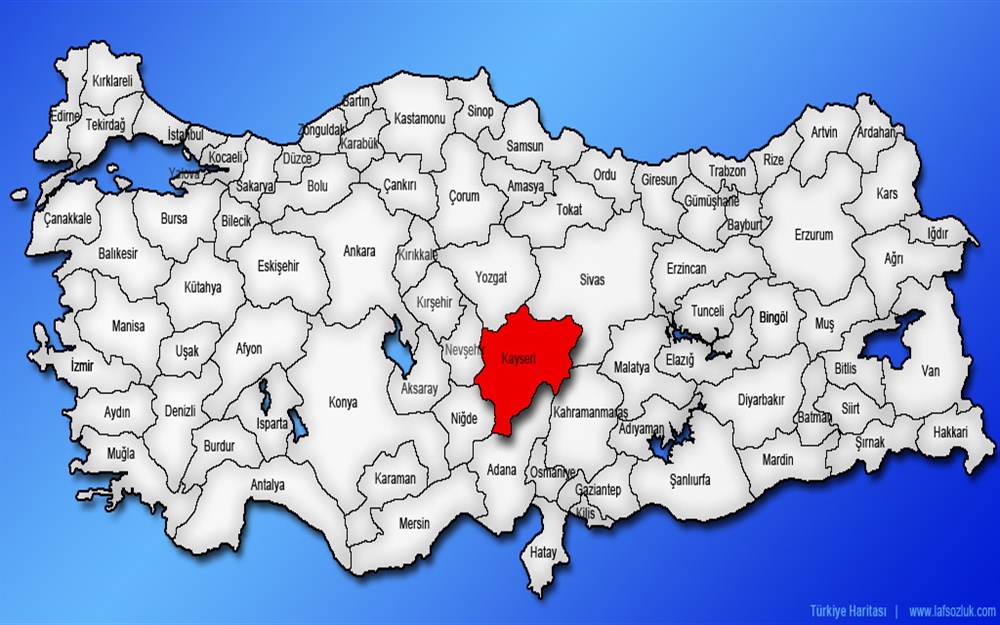 Kırklareli
Edirne
Tekirdağ
İstanbul
Kocaeli
Yalova
Sakarya
Düzce
Zonguldak
Bartın
Karabük
Kastamonu
Sinop
Samsun
Bolu
Çankırı
Çorum
Amasya
Tokat
Ordu
Giresun
Trabzon
Gümüşhane
Bayburt
Rize
Artvin
Ardahan
Kars
Iğdır
Ağrı
Erzurum
Erzincan
Çanakkale
Balıkesir
Bursa
Bilecik
Eskişehir
Kütahya
Ankara
Kırıkkale
Kırşehir
Yozgat
Sivas
Tunceli
Bingöl
Muş
Manisa
Uşak
Afyon
İzmir
Nevşehir
Kayseri
Malatya
Elazığ
Bitlis
Van
Aydın
Denizli
Isparta
Konya
Aksaray
Niğde
Kahramanmaraş
Adıyaman
Diyarbakır
Batman
Siirt
Şırnak
Hakkari
Muğla
Burdur
Antalya
Karaman
Mersin
Adana
Osmaniye
Gaziantep
Kilis
Şanlıurfa
Mardin
Hatay
Türkiye Haritası | www.lafsozluk.com